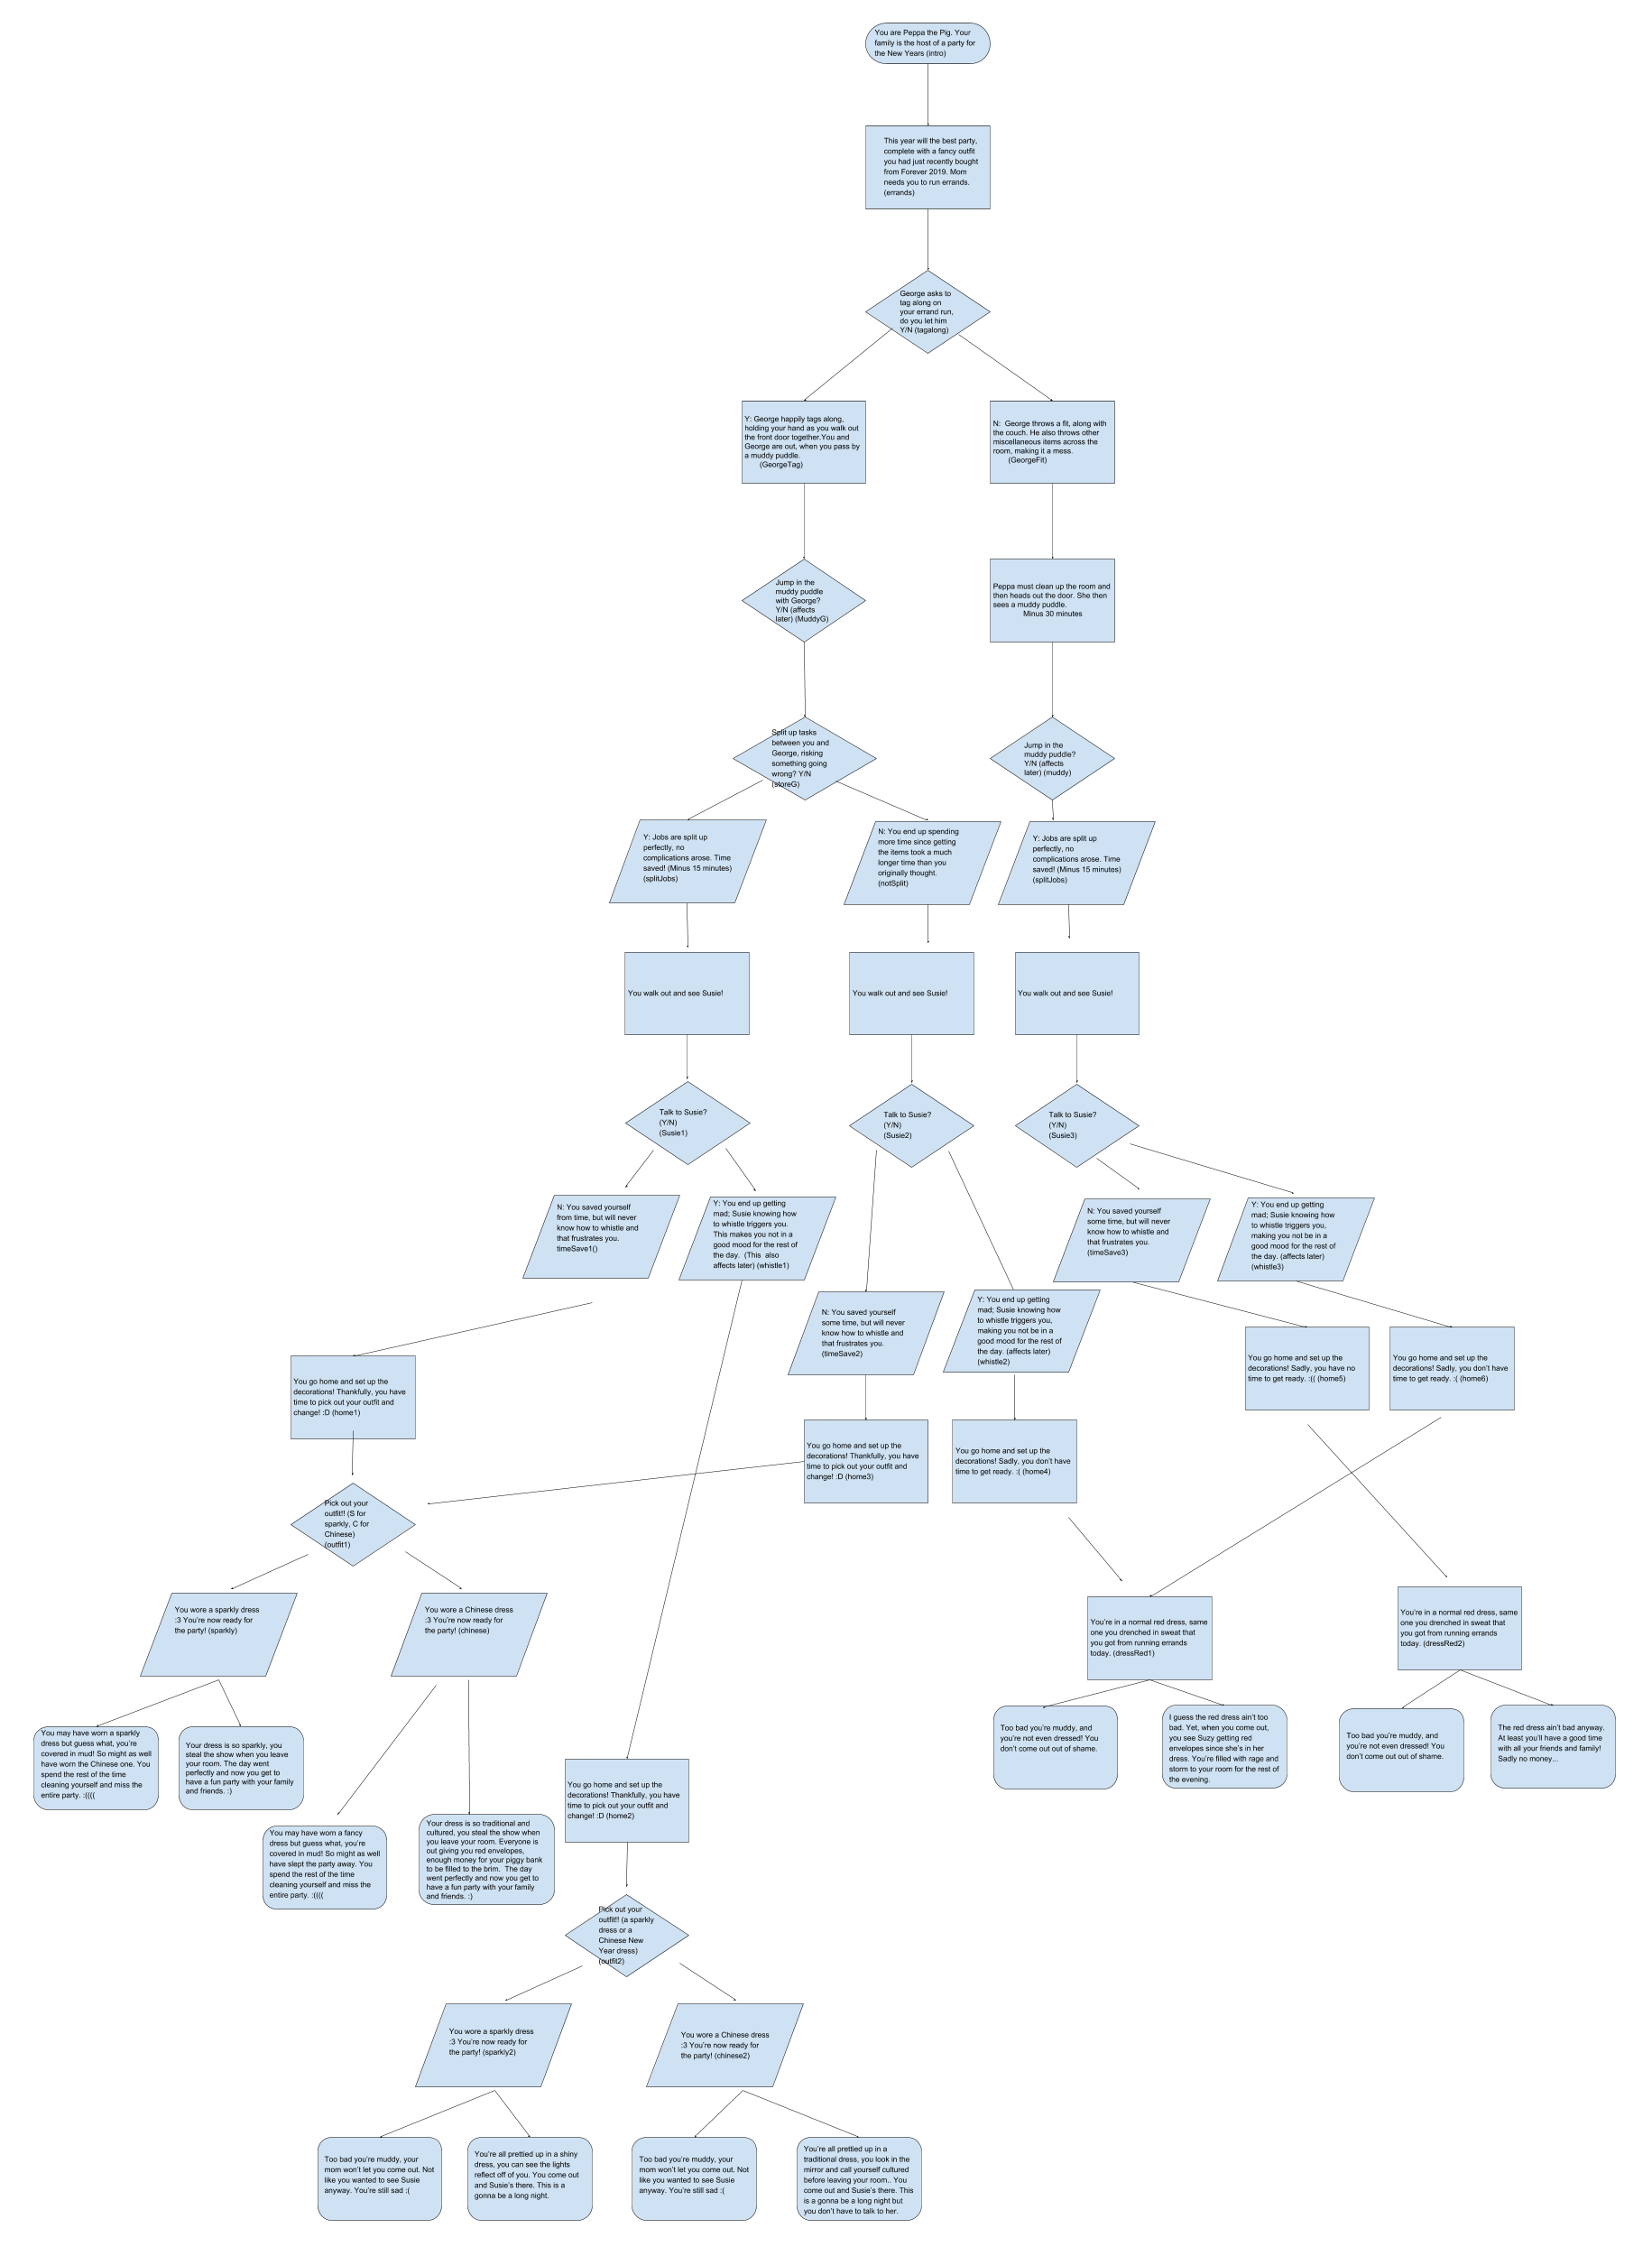 You are Peppa the Pig. Your
family is the host of a party for
the New Years (intro)
This year will the best party,
complete with a fancy outfit
you had just recently bought
from Forever 2019. Mom
needs you to run errands.
(errands)
George asks to
tag along on
your errand run,
do you let him
Y/N (tagalong)
Y: George happily tags along,
holding your hand as you walk out
the front door together.You and
George are out, when you pass by
a muddy puddle.
(GeorgeTag)
N:  George throws a fit, along with
the couch. He also throws other
miscellaneous items across the
room, making it a mess.
(GeorgeFit)
Jump in the
muddy puddle
with George?
Y/N (affects
later) (MuddyG)
Peppa must clean up the room and
then heads out the door. She then
sees a muddy puddle.
Minus 30 minutes
Split up tasks
between you and
George, risking
something going
wrong? Y/N
(storeG)
Jump in the
muddy puddle?
Y/N (affects
later) (muddy)
Y: Jobs are split up
perfectly, no
complications arose. Time
saved! (Minus 15 minutes)
(splitJobs)
N: You end up spending
more time since getting
the items took a much
longer time than you
originally thought.
(notSplit)
Y: Jobs are split up
perfectly, no
complications arose. Time
saved! (Minus 15 minutes)
(splitJobs)
You walk out and see Susie!
You walk out and see Susie!
You walk out and see Susie!
Talk to Susie?
(Y/N)
(Susie1)
Talk to Susie?
(Y/N)
(Susie2)
Talk to Susie?
(Y/N)
(Susie3)
N: You saved yourself
from time, but will never
know how to whistle and
that frustrates you.
timeSave1()
Y: You end up getting
mad; Susie knowing how
to whistle triggers you.
This makes you not in a
good mood for the rest of
the day.  (This  also
affects later) (whistle1)
N: You saved yourself
some time, but will never
know how to whistle and
that frustrates you.
(timeSave3)
Y: You end up getting
mad; Susie knowing how
to whistle triggers you,
making you not be in a
good mood for the rest of
the day. (affects later)
(whistle3)
N: You saved yourself
some time, but will never
know how to whistle and
that frustrates you.
(timeSave2)
Y: You end up getting
mad; Susie knowing how
to whistle triggers you,
making you not be in a
good mood for the rest of
the day. (affects later)
(whistle2)
You go home and set up the
decorations! Thankfully, you have
time to pick out your outfit and
change! :D (home1)
You go home and set up the
decorations! Sadly, you have no
time to get ready. :(( (home5)
You go home and set up the
decorations! Sadly, you don't have
time to get ready. :( (home6)
You go home and set up the
decorations! Thankfully, you have
time to pick out your outfit and
change! :D (home3)
You go home and set up the
decorations! Sadly, you don't have
time to get ready. :( (home4)
Pick out your
outfit!! (S for
sparkly, C for
Chinese)
(outfit1)
You wore a sparkly dress
:3 You're now ready for
the party! (sparkly)
You wore a Chinese dress
:3 You're now ready for
the party! (chinese)
You're in a normal red dress, same
one you drenched in sweat that
you got from running errands
today. (dressRed1)
You're in a normal red dress, same
one you drenched in sweat that
you got from running errands
today. (dressRed2)
You may have worn a sparkly
dress but guess what, you're
covered in mud! So might as well
have worn the Chinese one. You
spend the rest of the time
cleaning yourself and miss the
entire party. :((((
Your dress is so sparkly, you
steal the show when you leave
your room. The day went
perfectly and now you get to
have a fun party with your family
and friends. :)
Too bad you're muddy, and
you're not even dressed! You
don't come out out of shame.
I guess the red dress ain't too
bad. Yet, when you come out,
you see Suzy getting red
envelopes since she's in her
dress. You're filled with rage and
storm to your room for the rest of
the evening.
Too bad you're muddy, and
you're not even dressed! You
don't come out out of shame.
The red dress ain't bad anyway.
At least you'll have a good time
with all your friends and family!
Sadly no money...
You may have worn a fancy
dress but guess what, you're
covered in mud! So might as well
have slept the party away. You
spend the rest of the time
cleaning yourself and miss the
entire party. :((((
Your dress is so traditional and
cultured, you steal the show when
you leave your room. Everyone is
out giving you red envelopes,
enough money for your piggy bank
to be filled to the brim.  The day
went perfectly and now you get to
have a fun party with your family
and friends. :)
You go home and set up the
decorations! Thankfully, you have
time to pick out your outfit and
change! :D (home2)
Pick out your
outfit!! (a sparkly
dress or a
Chinese New
Year dress)
(outfit2)
You wore a sparkly dress
:3 You're now ready for
the party! (sparkly2)
You wore a Chinese dress
:3 You're now ready for
the party! (chinese2)
Too bad you're muddy, your
mom won't let you come out. Not
like you wanted to see Susie
anyway. You're still sad :(
You're all prettied up in a shiny
dress, you can see the lights
reflect off of you. You come out
and Susie's there. This is a
gonna be a long night.
Too bad you're muddy, your
mom won't let you come out. Not
like you wanted to see Susie
anyway. You're still sad :(
You're all prettied up in a
traditional dress, you look in the
mirror and call yourself cultured
before leaving your room.. You
come out and Susie's there. This
is a gonna be a long night but
you don't have to talk to her.